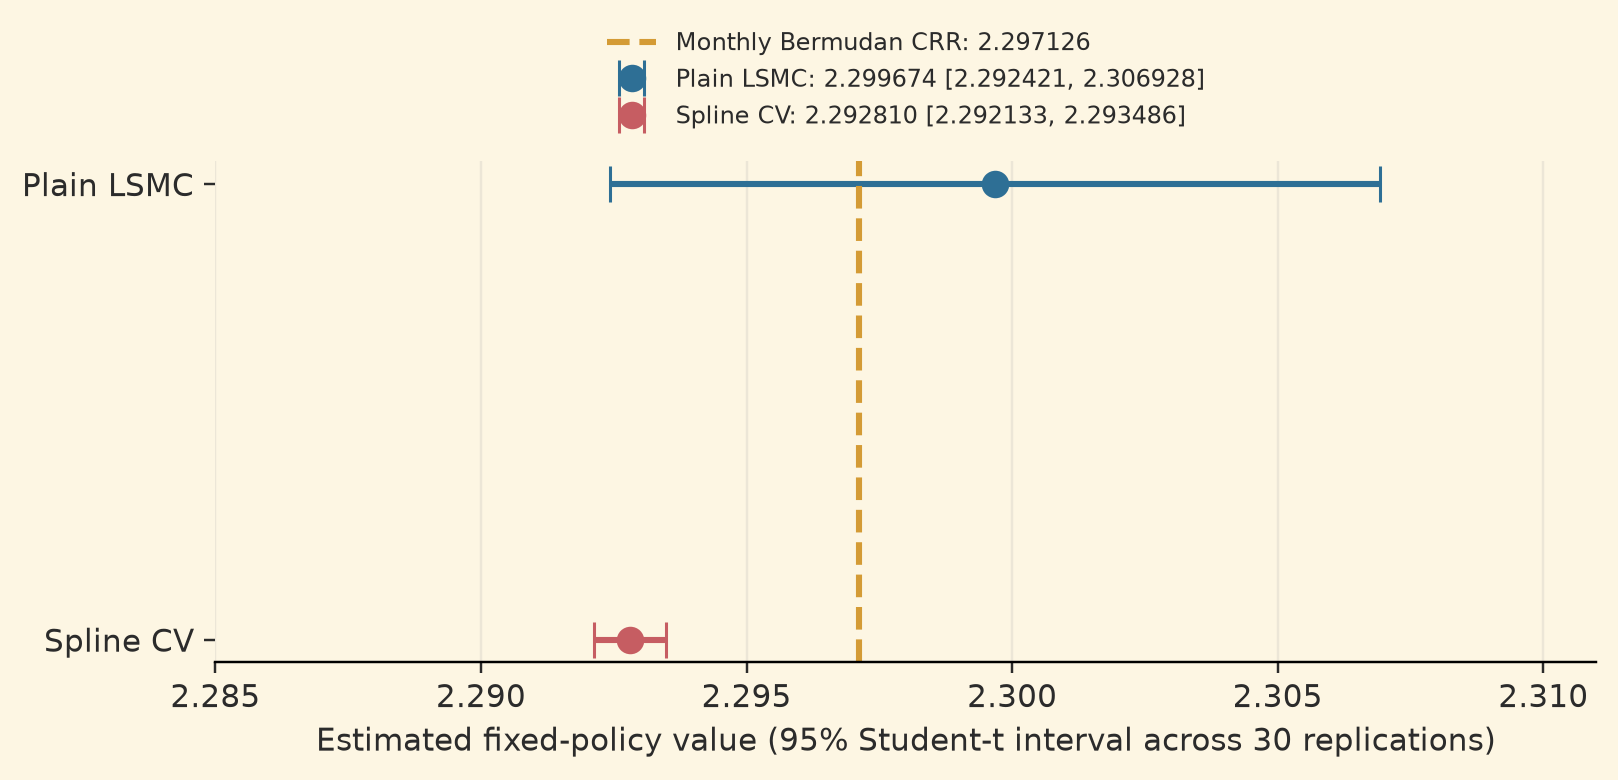 Monthly Bermudan CRR: 2.297126
Plain LSMC: 2.299674 [2.292421, 2.306928]
Spline CV: 2.292810 [2.292133, 2.293486]
Plain LSMC
Spline CV
2.285 2.290 2.295 2.300 2.305 2.310
Estimated fixed-policy value (95% Student-t interval across 30 replications)